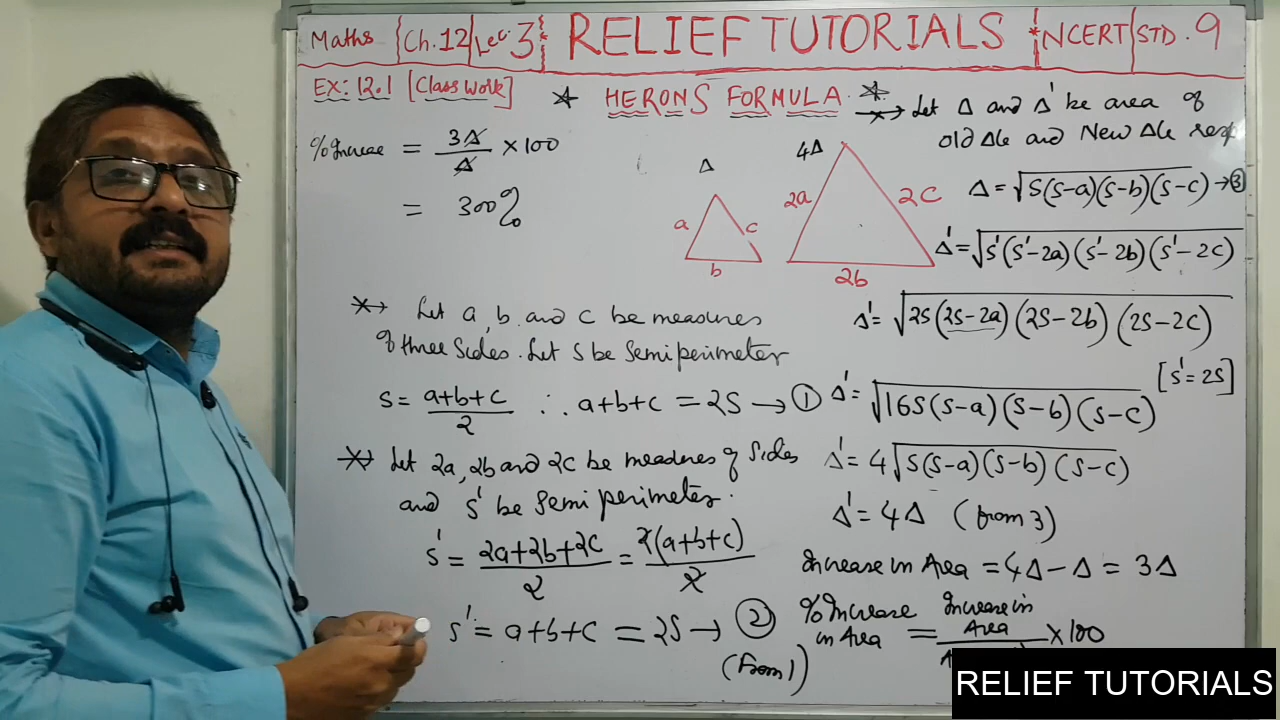 Maths Ch.12 Lec: 3 * RELIEF TUTORIALS * NCERT STD. 9
EX: 12.1 [Class work] * HERONS FORMULA *
% Increae = 3Δ/Δ × 100
= 300%
Δ
a
b
c
4Δ
2a
2b
2c
Let a, b and c be measures
of three Sides. Let S be Semi perimeter
S = (a+b+c)/2 ∴ a+b+c = 2S → ①
Let 2a, 2b and 2c be measures of Sides
and S' be Semi perimeter.
S' = (2a+2b+2c)/2 = 2(a+b+c)/2
S' = a+b+c = 2S → ②
(from 1)
→ Let Δ and Δ' be area of
old Δle and New Δle resp
Δ = √S(S-a)(S-b)(S-c) → ③
Δ' = √S'(S'-2a)(S'-2b)(S'-2c)
Δ' = √2S(2S-2a)(2S-2b)(2S-2c)
[S' = 2S]
Δ' = √16S(S-a)(S-b)(S-c)
Δ' = 4√S(S-a)(S-b)(S-c)
Δ' = 4Δ (from 3)
Increase in Area = 4Δ - Δ = 3Δ
% Increase in Area = Increase in Area × 100
RELIEF TUTORIALS